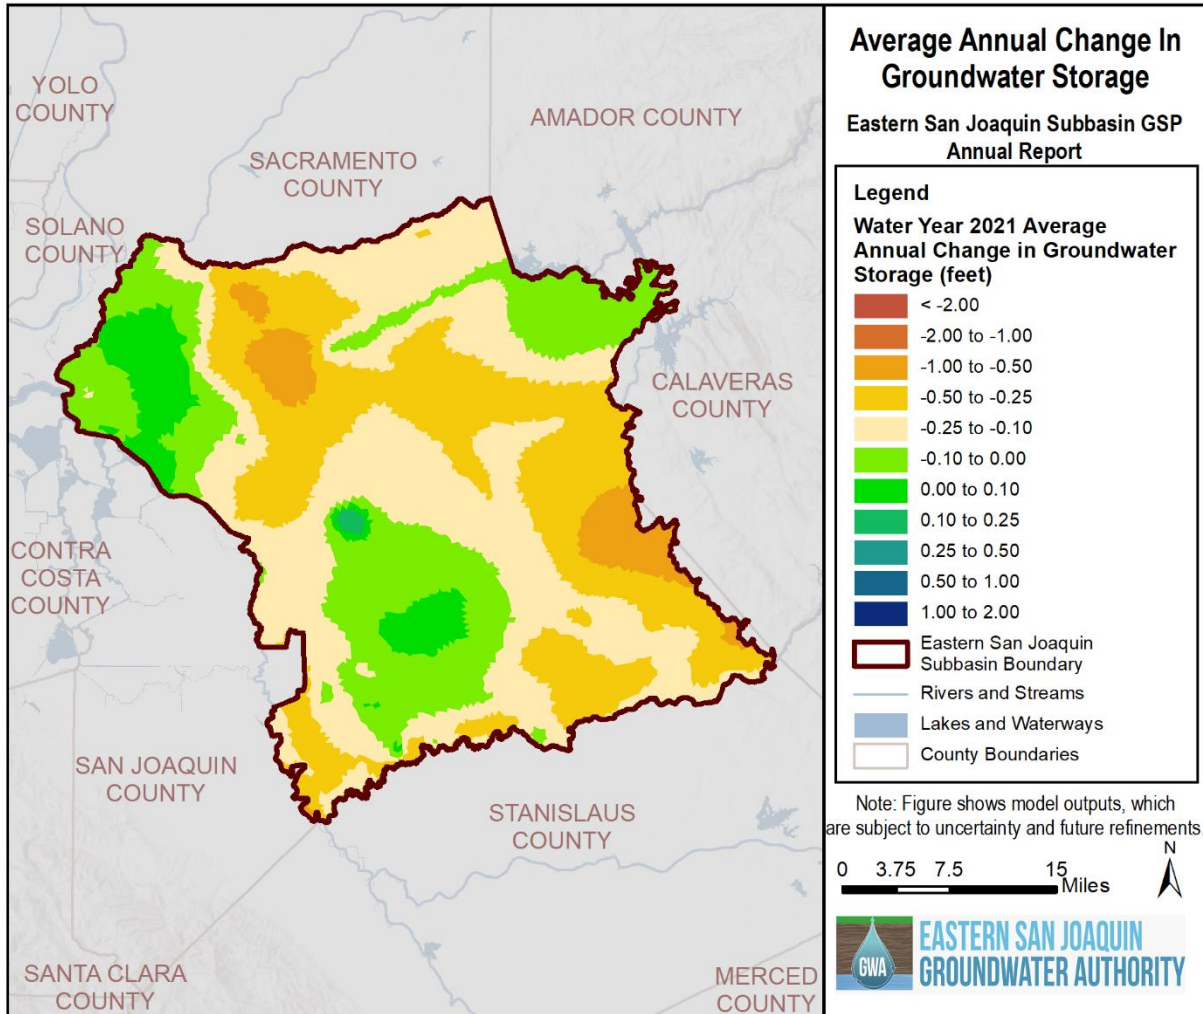 YOLO
COUNTY
AMADOR COUNTY
SACRAMENTO
COUNTY
SOLANO
COUNTY
CALAVERAS
COUNTY
CONTRA
COSTA
COUNTY
SAN JOAQUIN
COUNTY
STANISLAUS
COUNTY
SANTA CLARA
COUNTY
MERCED
COUNTY
Average Annual Change In
Groundwater Storage
Eastern San Joaquin Subbasin GSP
Annual Report
Legend
Water Year 2021 Average
Annual Change in Groundwater
Storage (feet)
< -2.00
-2.00 to -1.00
-1.00 to -0.50
-0.50 to -0.25
-0.25 to -0.10
-0.10 to 0.00
0.00 to 0.10
0.10 to 0.25
0.25 to 0.50
0.50 to 1.00
1.00 to 2.00
Eastern San Joaquin
Subbasin Boundary
Rivers and Streams
Lakes and Waterways
County Boundaries
Note: Figure shows model outputs, which
are subject to uncertainty and future refinements
N
0 3.75 7.5 15
Miles
GWA
EASTERN SAN JOAQUIN
GROUNDWATER AUTHORITY